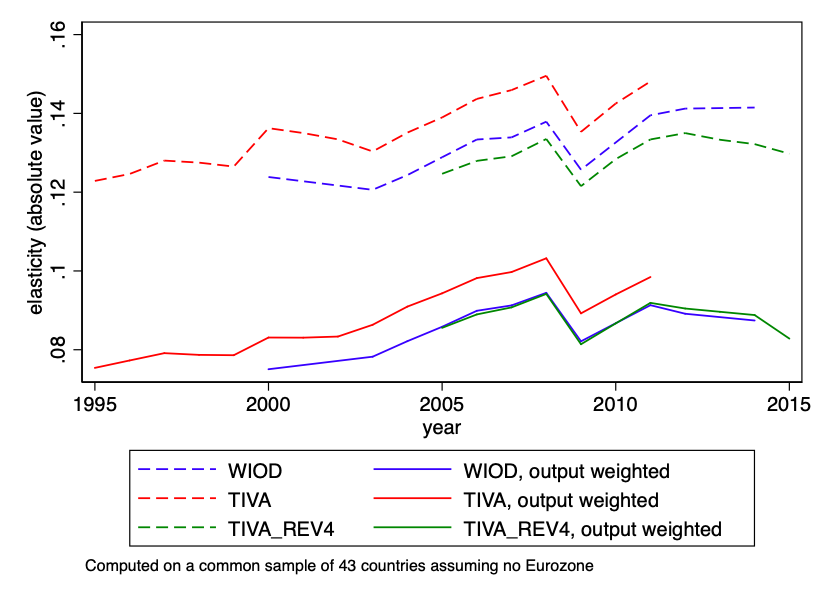 elasticity (absolute value)
.16
.14
.12
.1
.08
1995 2000 2005 2010 2015
year
WIOD WIOD, output weighted
TIVA TIVA, output weighted
TIVA_REV4 TIVA_REV4, output weighted
Computed on a common sample of 43 countries assuming no Eurozone